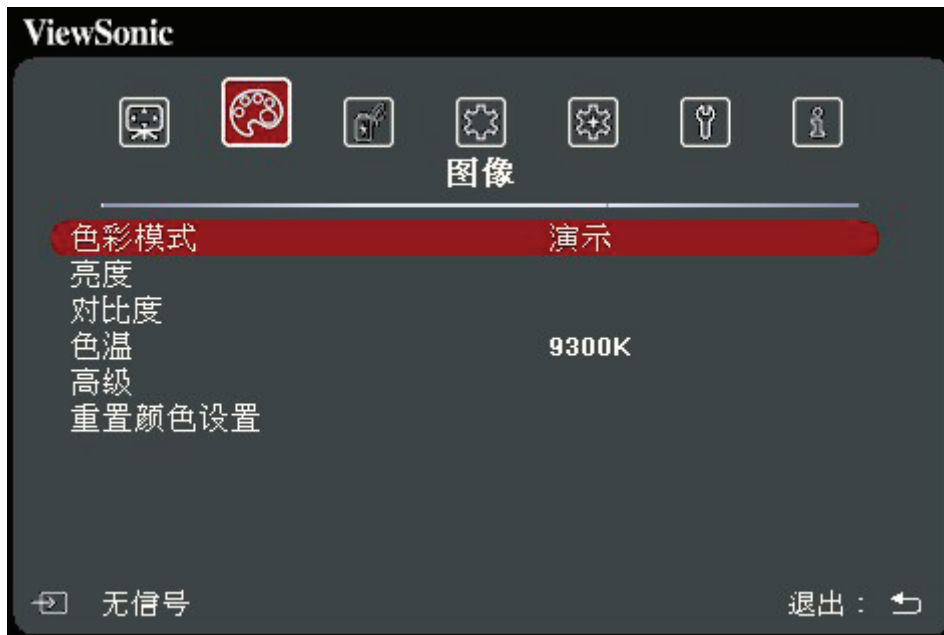 ViewSonic
图像
色彩模式 演示
亮度
对比度
色温 9300K
高级
重置颜色设置
无信号 退出：